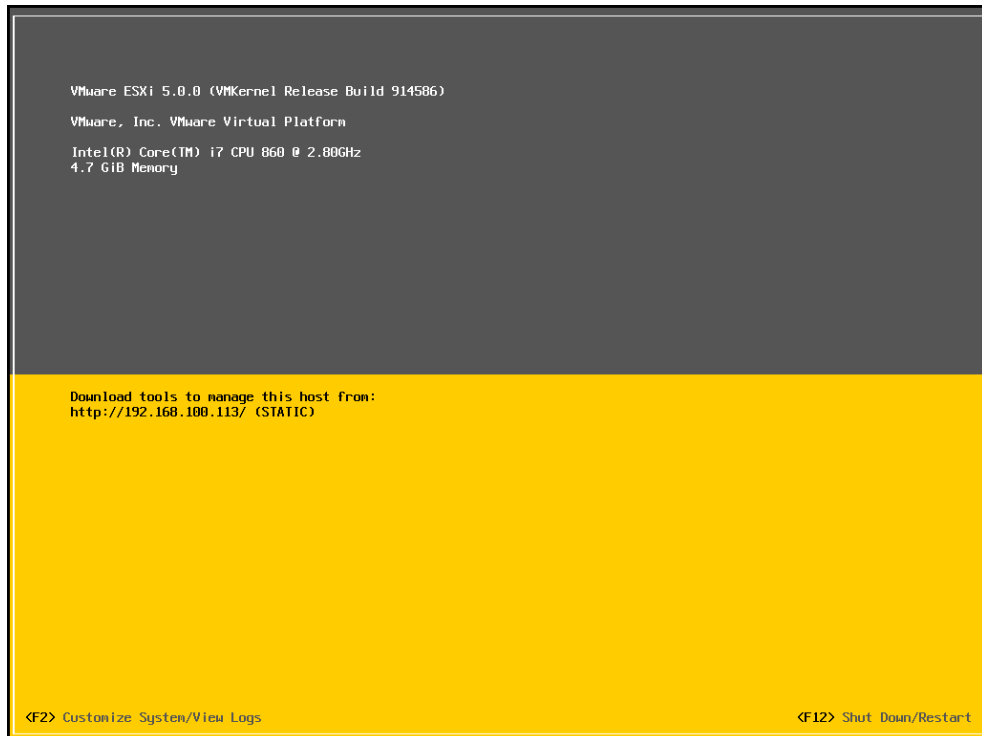 VMware ESXi 5.0.0 (VMKernel Release Build 914586)
VMware, Inc. VMware Virtual Platform
Intel(R) Core(TM) i7 CPU 860 @ 2.80GHz
4.7 GiB Memory
Download tools to manage this host from:
http://192.168.100.113/ (STATIC)
<F2> Customize System/View Logs
<F12> Shut Down/Restart